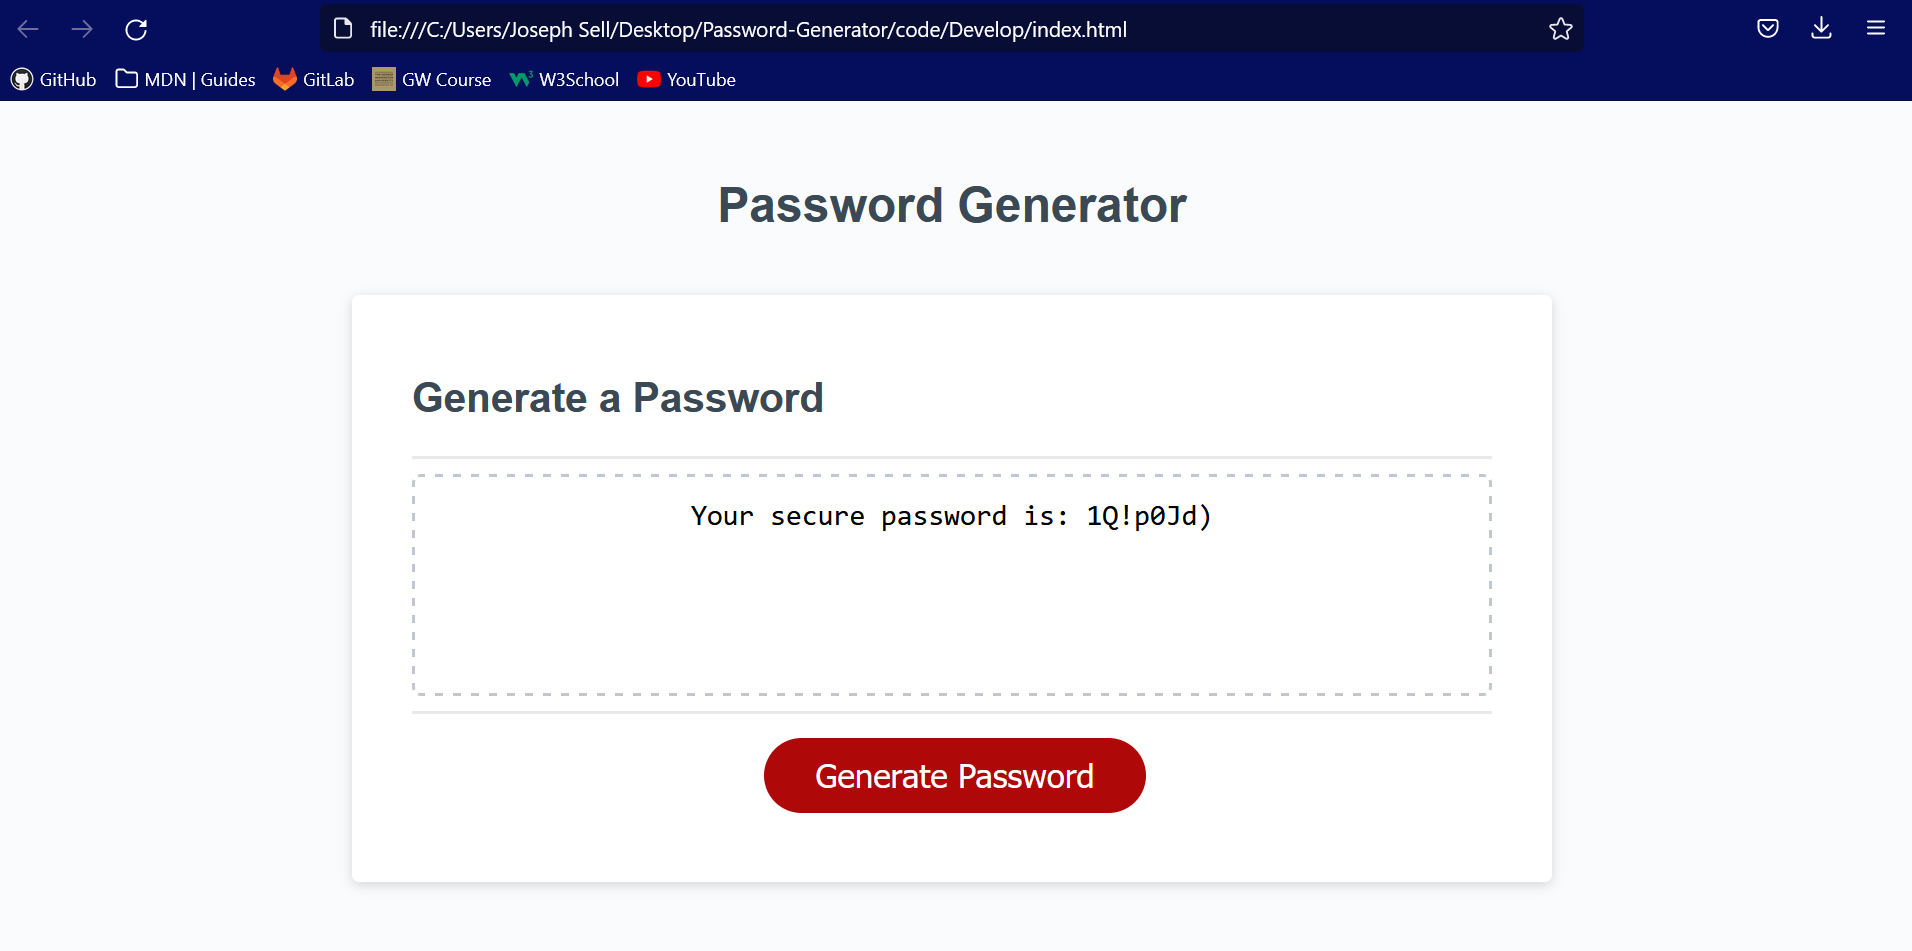 file:///C:/Users/Joseph Sell/Desktop/Password-Generator/code/Develop/index.html
GitHub MDN | Guides GitLab GW Course W3School YouTube
Password Generator
Generate a Password
Your secure password is: 1Q!p0Jd)
Generate Password